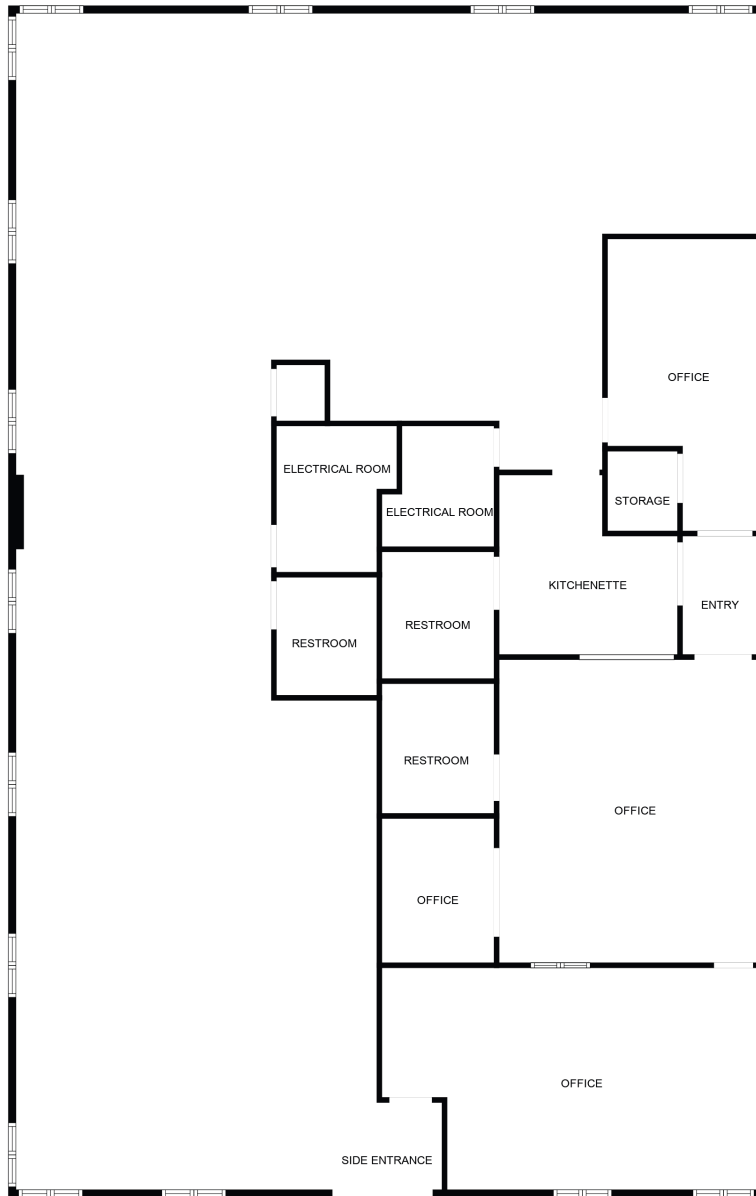 OFFICE
ELECTRICAL ROOM
STORAGE
ELECTRICAL ROOM
KITCHENETTE
ENTRY
RESTROOM
RESTROOM
RESTROOM
OFFICE
OFFICE
OFFICE
SIDE ENTRANCE